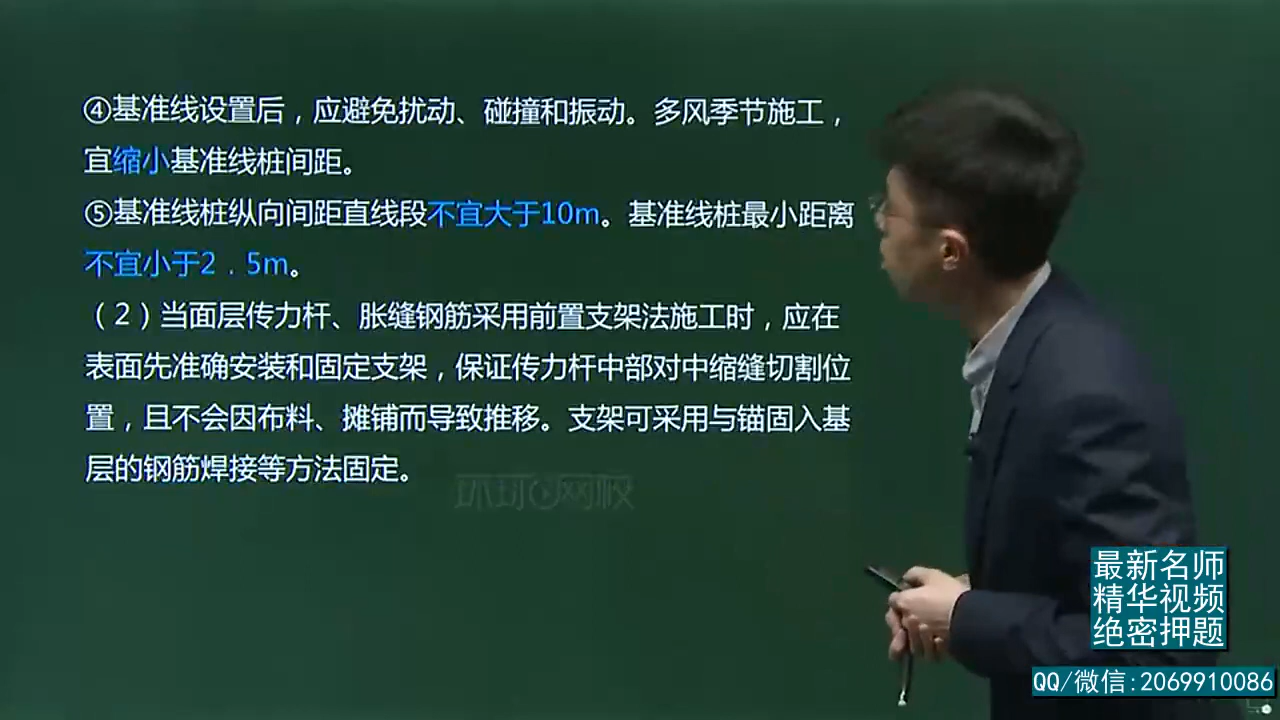 ④基准线设置后，应避免扰动、碰撞和振动。多风季节施工，
宜缩小基准线桩间距。
⑤基准线桩纵向间距直线段不宜大于10m。基准线桩最小距离
不宜小于2．5m。
（2）当面层传力杆、胀缝钢筋采用前置支架法施工时，应在
表面先准确安装和固定支架，保证传力杆中部对中缩缝切割位
置，且不会因布料、摊铺而导致推移。支架可采用与锚固入基
层的钢筋焊接等方法固定。
环球网校
最新名师
精华视频
绝密押题
QQ/微信:2069910086